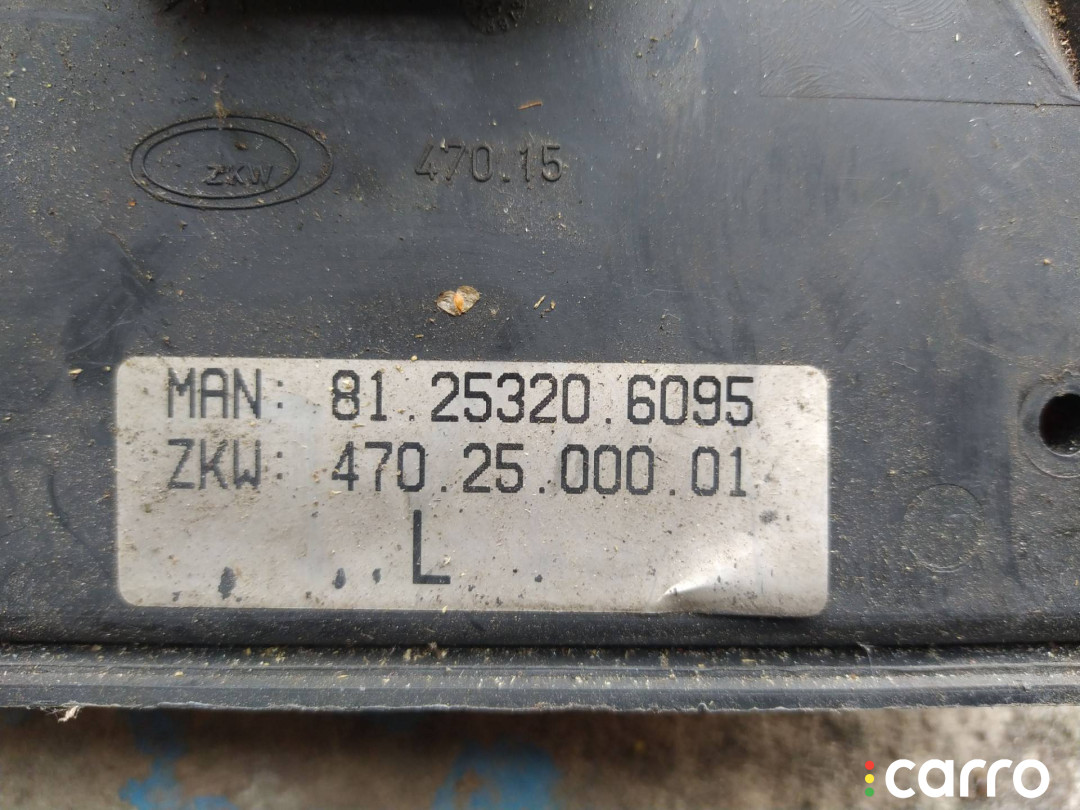 ZKW 470.15
MAN: 81.25320.6095
ZKW: 470.25.000.01
L
carro